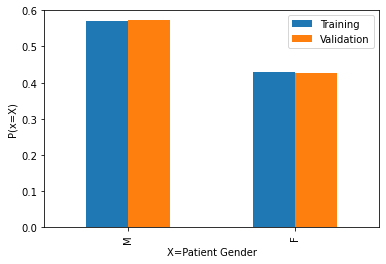 0.6
0.5
0.4
0.3
0.2
0.1
0.0
P(x=X)
Training
Validation
M
F
X=Patient Gender